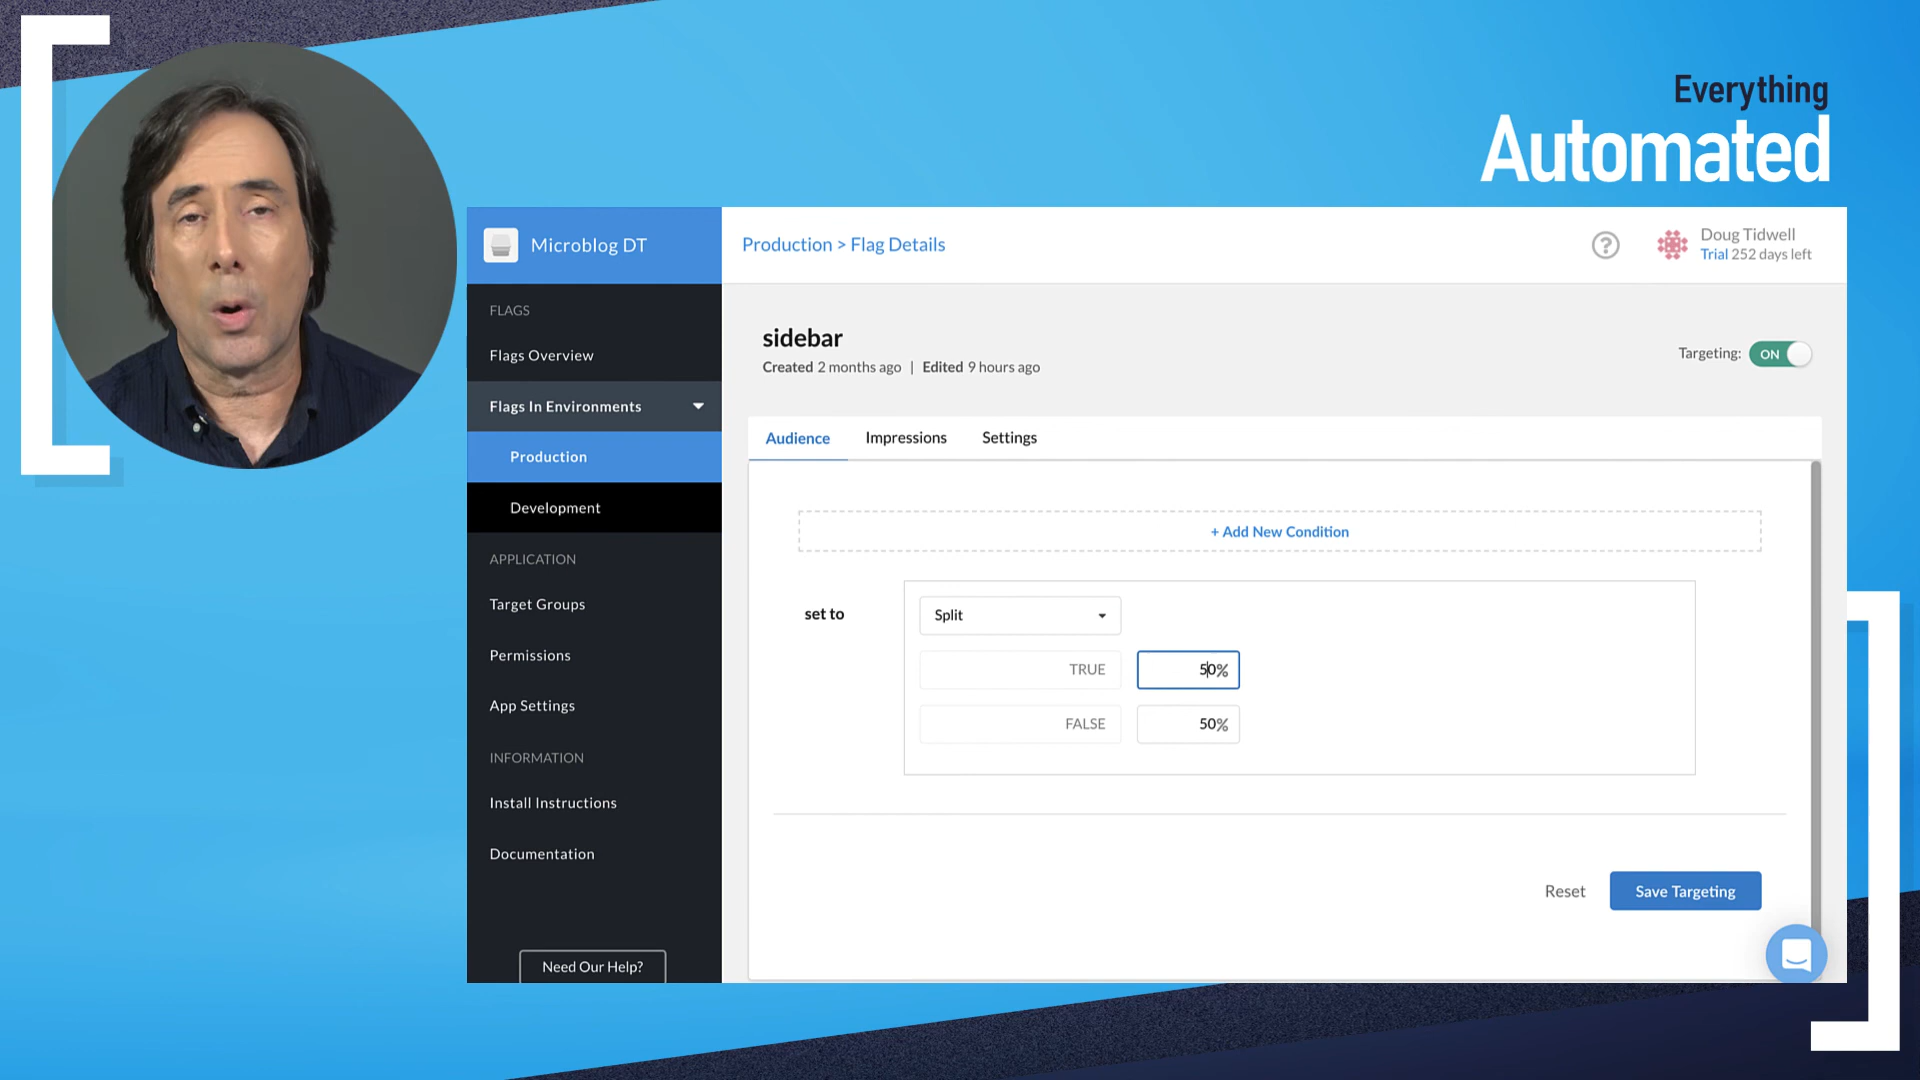 Everything
Automated
Microblog DT
Production > Flag Details
?
Doug Tidwell
Trial 252 days left
FLAGS
Flags Overview
Flags In Environments
Production
Development
APPLICATION
Target Groups
Permissions
App Settings
INFORMATION
Install Instructions
Documentation
Need Our Help?
sidebar
Created 2 months ago | Edited 9 hours ago
Targeting: ON
Audience Impressions Settings
+ Add New Condition
set to Split
TRUE 50%
FALSE 50%
Reset Save Targeting